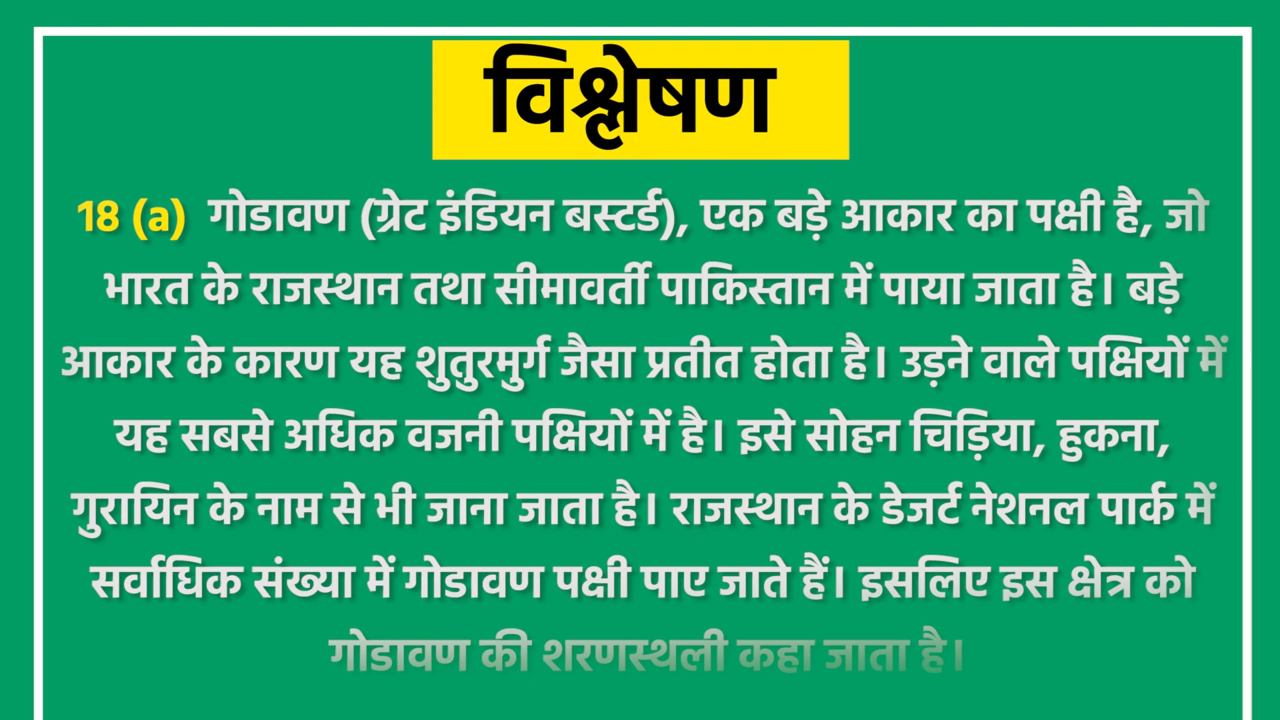 विश्लेषण
18 (a) गोडावण (ग्रेट इंडियन बस्टर्ड), एक बड़े आकार का पक्षी है, जो
भारत के राजस्थान तथा सीमावर्ती पाकिस्तान में पाया जाता है। बड़े
आकार के कारण यह शुतुरमुर्ग जैसा प्रतीत होता है। उड़ने वाले पक्षियों में
यह सबसे अधिक वजनी पक्षियों में है। इसे सोहन चिड़िया, हुकना,
गुरायिन के नाम से भी जाना जाता है। राजस्थान के डेजर्ट नेशनल पार्क में
सर्वाधिक संख्या में गोडावण पक्षी पाए जाते हैं। इसलिए इस क्षेत्र को
गोडावण की शरणस्थली कहा जाता है।